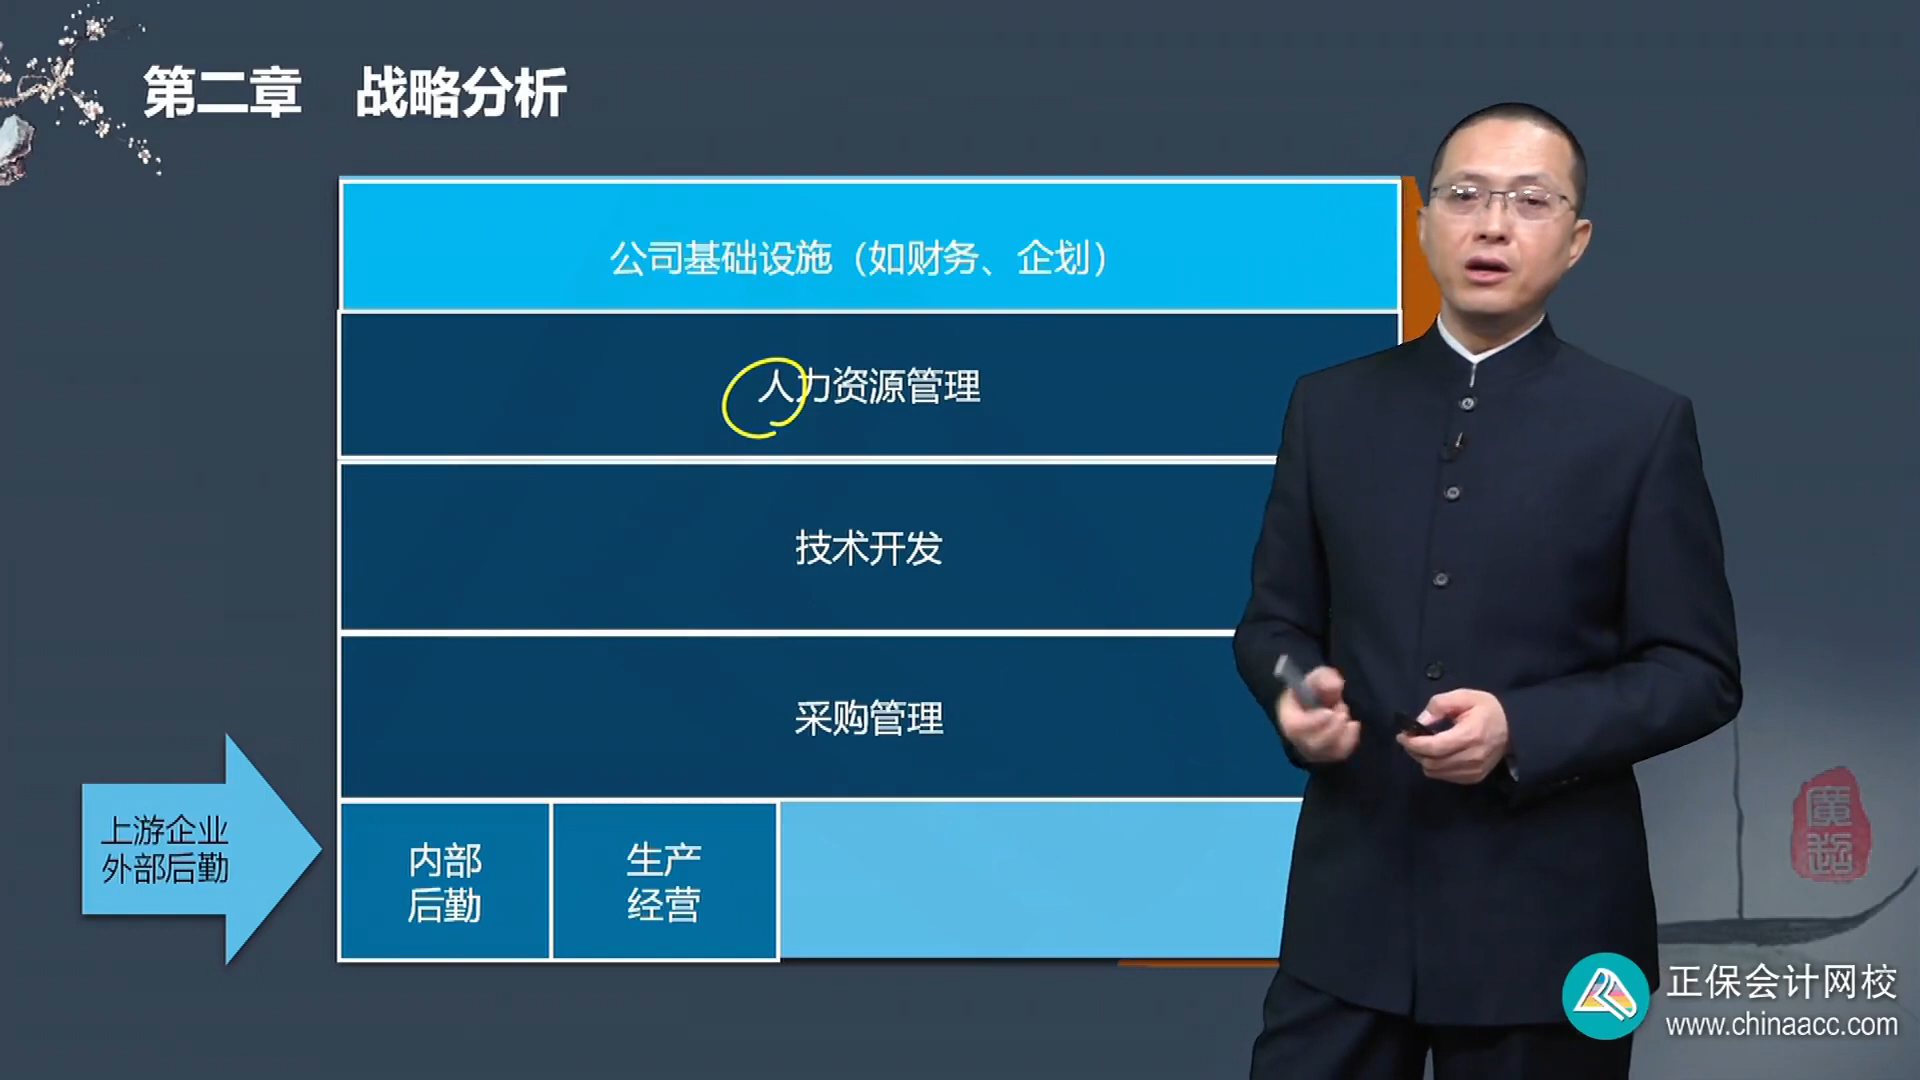 第二章 战略分析
公司基础设施（如财务、企划）
人力资源管理
技术开发
采购管理
上游企业
外部后勤
内部
后勤
生产
经营
正保会计网校
www.chinaacc.com